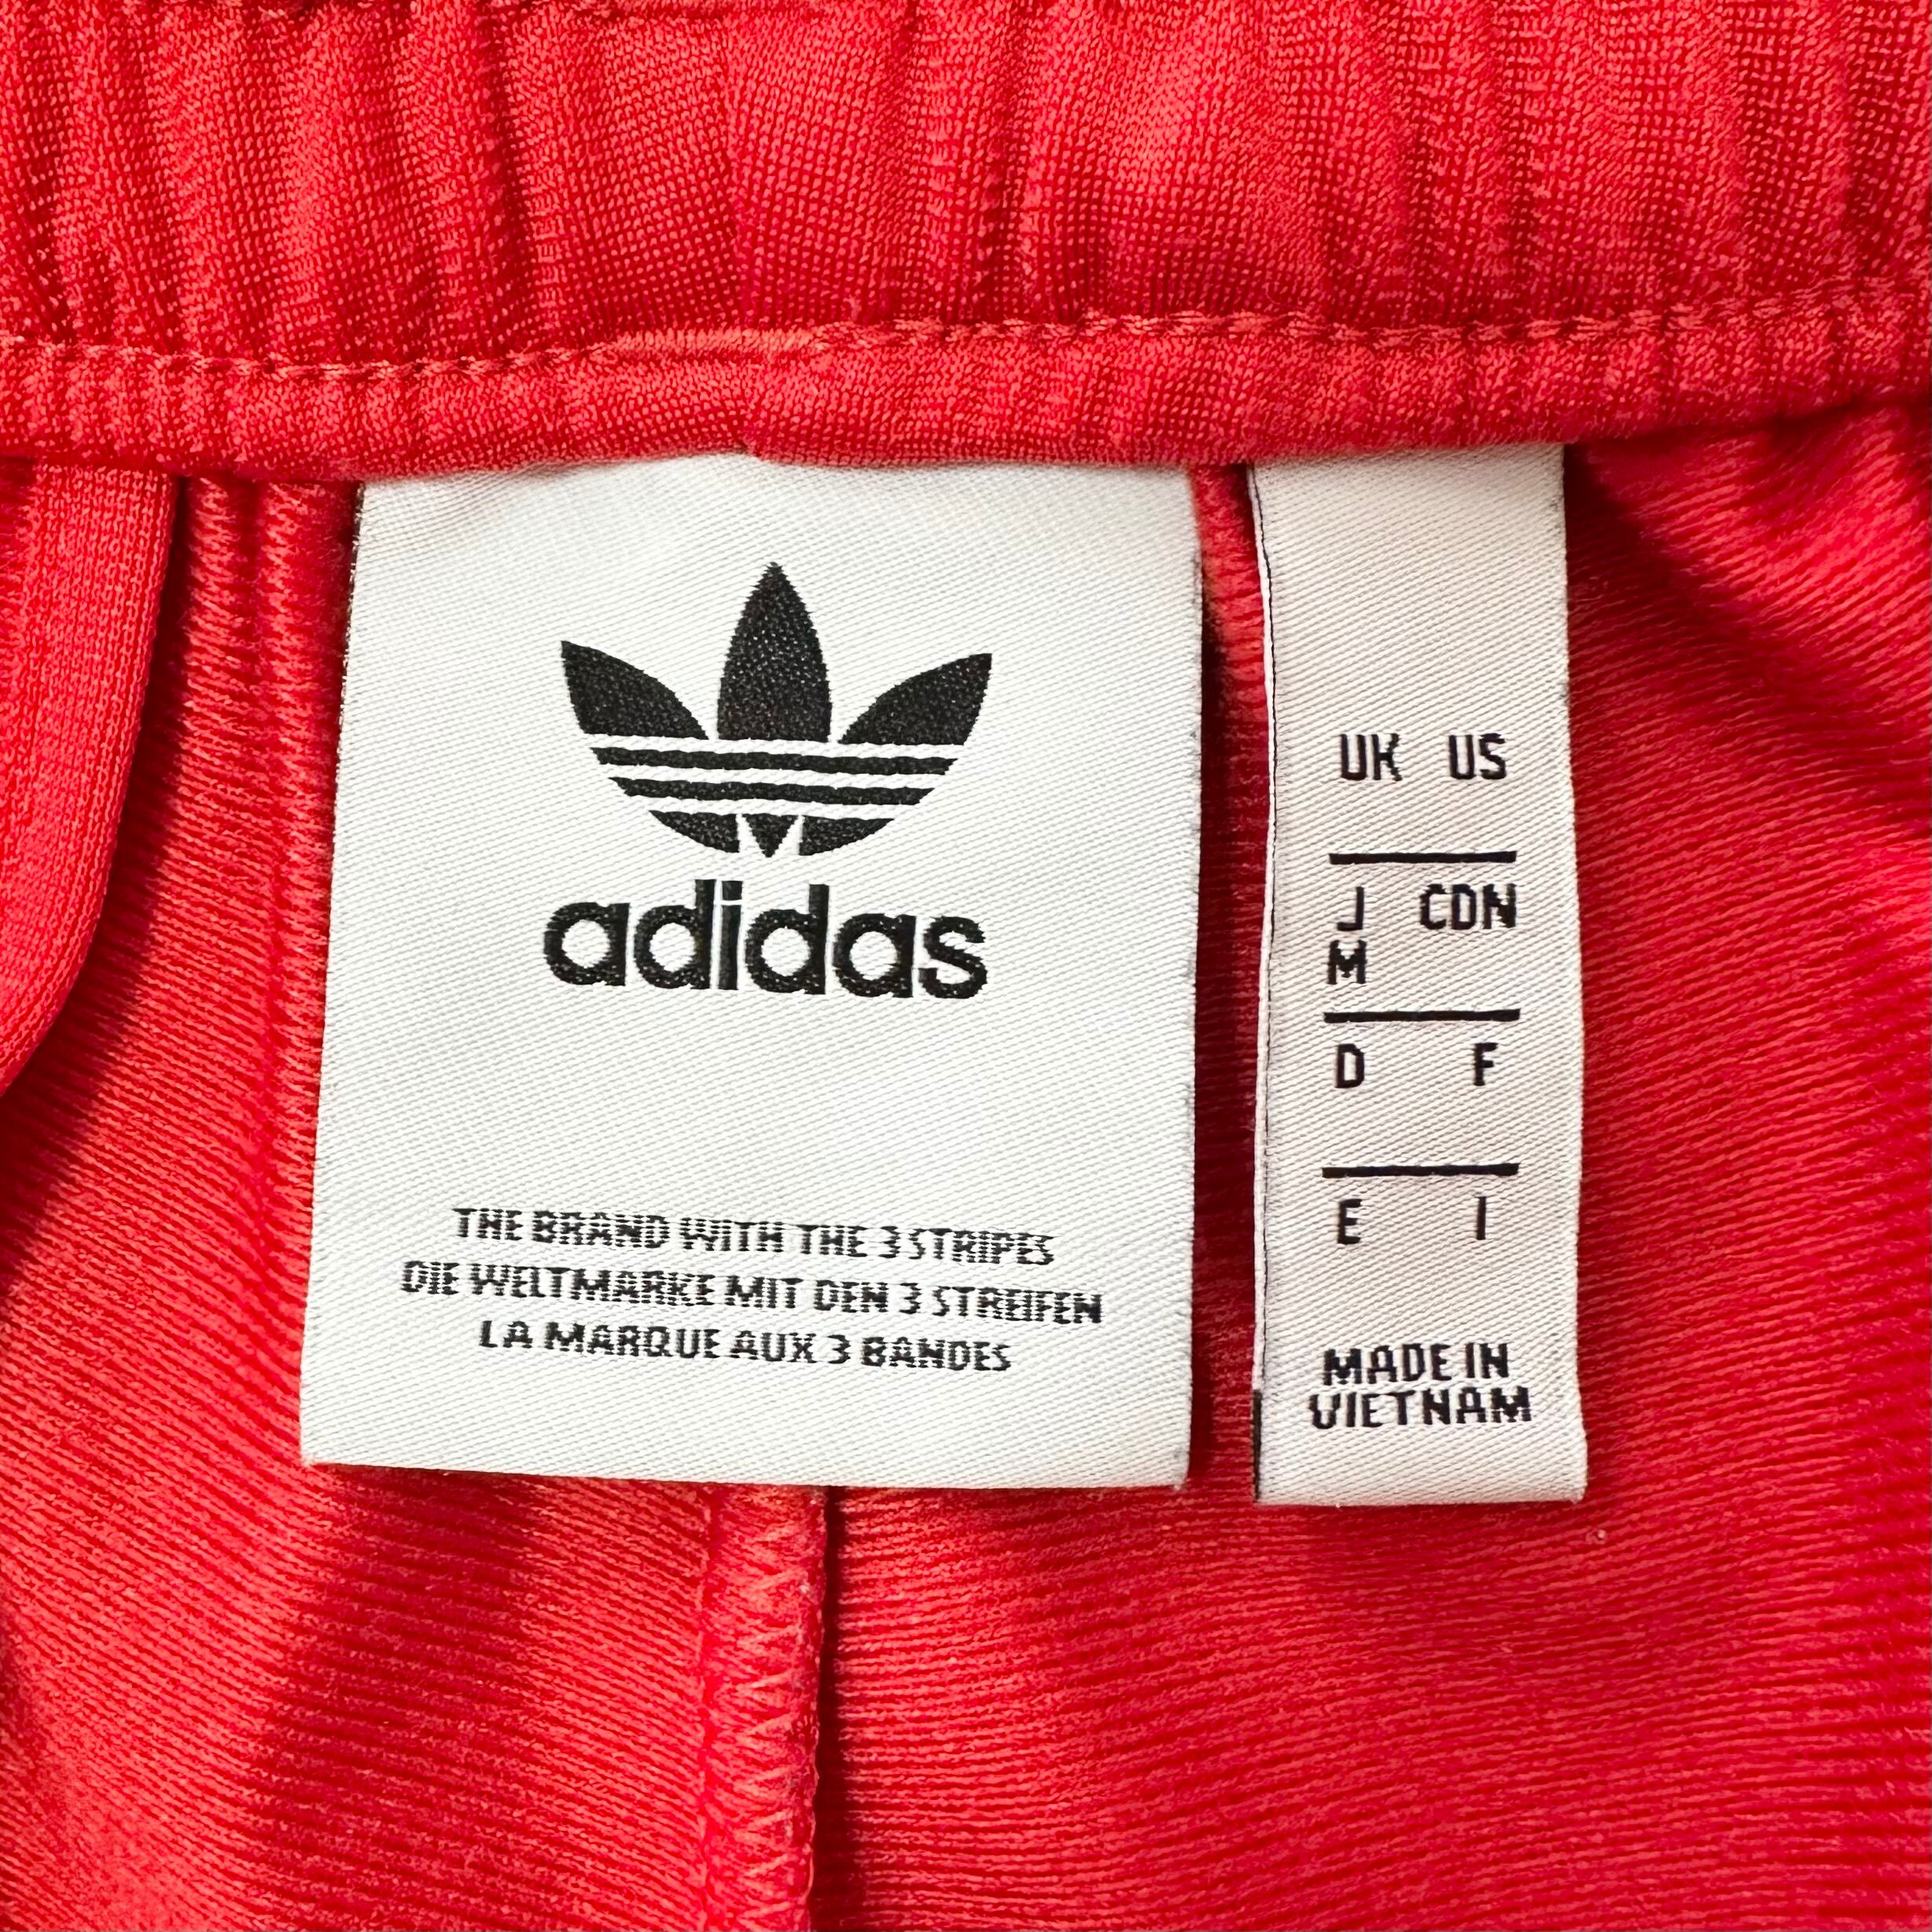 adidas
THE BRAND WITH THE 3 STRIPES
DIE WELTMARKE MIT DEN 3 STREIFEN
LA MARQUE AUX 3 BANDES
UK US
J CDN
M
D F
E I
MADE IN
VIETNAM